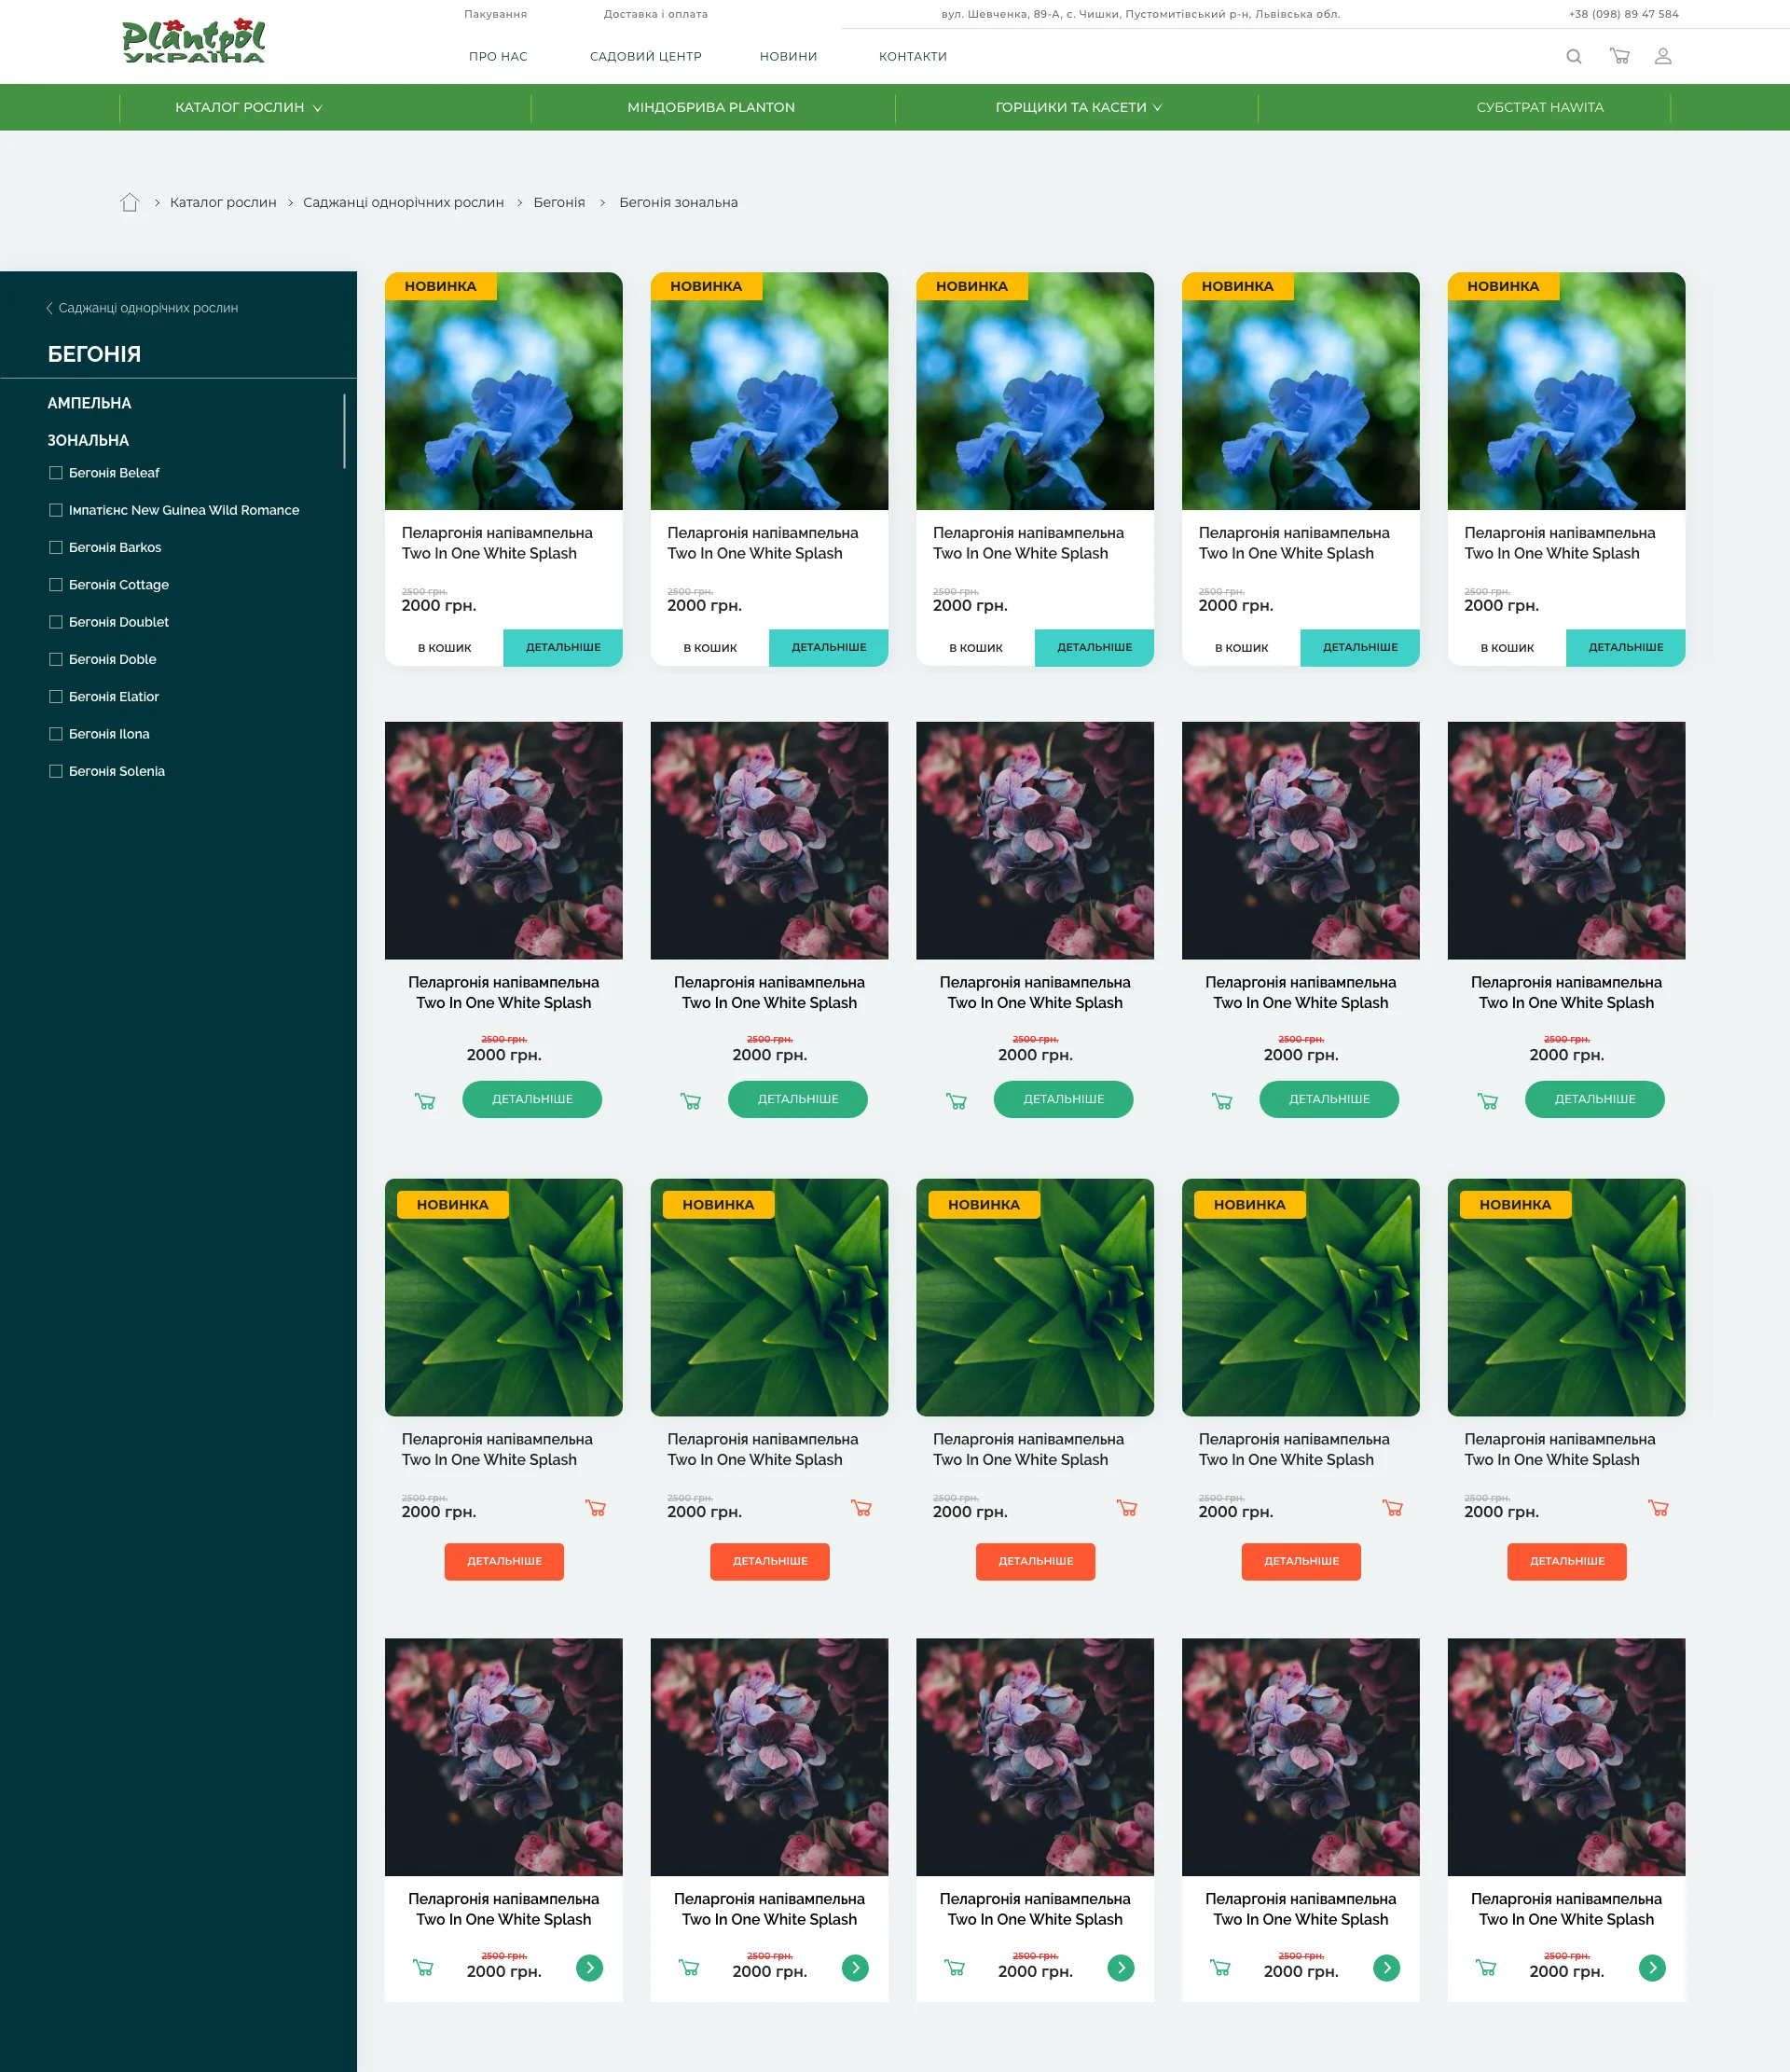 Plantpol
УКРАЇНА
Пакування
Доставка і оплата
вул. Шевченка, 89-А, с. Чишки, Пустомитівський р-н, Львівська обл.
+38 (098) 89 47 584
ПРО НАС
САДОВИЙ ЦЕНТР
НОВИНИ
КОНТАКТИ
КАТАЛОГ РОСЛИН
МІНДОБРИВА PLANTON
ГОРЩИКИ ТА КАСЕТИ
СУБСТРАТ HAWITA
Каталог рослин
Саджанці однорічних рослин
Бегонія
Бегонія зональна
Саджанці однорічних рослин
БЕГОНІЯ
АМПЕЛЬНА
ЗОНАЛЬНА
Бегонія Beleaf
Імпатієнс New Guinea Wild Romance
Бегонія Barkos
Бегонія Cottage
Бегонія Doublet
Бегонія Doble
Бегонія Elatior
Бегонія Ilona
Бегонія Solenia
НОВИНКА
Пеларгонія напівампельна
Two In One White Splash
2500 грн.
2000 грн.
В КОШИК
ДЕТАЛЬНІШЕ
НОВИНКА
Пеларгонія напівампельна
Two In One White Splash
2500 грн.
2000 грн.
В КОШИК
ДЕТАЛЬНІШЕ
НОВИНКА
Пеларгонія напівампельна
Two In One White Splash
2500 грн.
2000 грн.
В КОШИК
ДЕТАЛЬНІШЕ
НОВИНКА
Пеларгонія напівампельна
Two In One White Splash
2500 грн.
2000 грн.
В КОШИК
ДЕТАЛЬНІШЕ
НОВИНКА
Пеларгонія напівампельна
Two In One White Splash
2500 грн.
2000 грн.
В КОШИК
ДЕТАЛЬНІШЕ
Пеларгонія напівампельна
Two In One White Splash
2500 грн.
2000 грн.
ДЕТАЛЬНІШЕ
Пеларгонія напівампельна
Two In One White Splash
2500 грн.
2000 грн.
ДЕТАЛЬНІШЕ
Пеларгонія напівампельна
Two In One White Splash
2500 грн.
2000 грн.
ДЕТАЛЬНІШЕ
Пеларгонія напівампельна
Two In One White Splash
2500 грн.
2000 грн.
ДЕТАЛЬНІШЕ
Пеларгонія напівампельна
Two In One White Splash
2500 грн.
2000 грн.
ДЕТАЛЬНІШЕ
НОВИНКА
Пеларгонія напівампельна
Two In One White Splash
2500 грн.
2000 грн.
ДЕТАЛЬНІШЕ
НОВИНКА
Пеларгонія напівампельна
Two In One White Splash
2500 грн.
2000 грн.
ДЕТАЛЬНІШЕ
НОВИНКА
Пеларгонія напівампельна
Two In One White Splash
2500 грн.
2000 грн.
ДЕТАЛЬНІШЕ
НОВИНКА
Пеларгонія напівампельна
Two In One White Splash
2500 грн.
2000 грн.
ДЕТАЛЬНІШЕ
НОВИНКА
Пеларгонія напівампельна
Two In One White Splash
2500 грн.
2000 грн.
ДЕТАЛЬНІШЕ
Пеларгонія напівампельна
Two In One White Splash
2500 грн.
2000 грн.
Пеларгонія напівампельна
Two In One White Splash
2500 грн.
2000 грн.
Пеларгонія напівампельна
Two In One White Splash
2500 грн.
2000 грн.
Пеларгонія напівампельна
Two In One White Splash
2500 грн.
2000 грн.
Пеларгонія напівампельна
Two In One White Splash
2500 грн.
2000 грн.